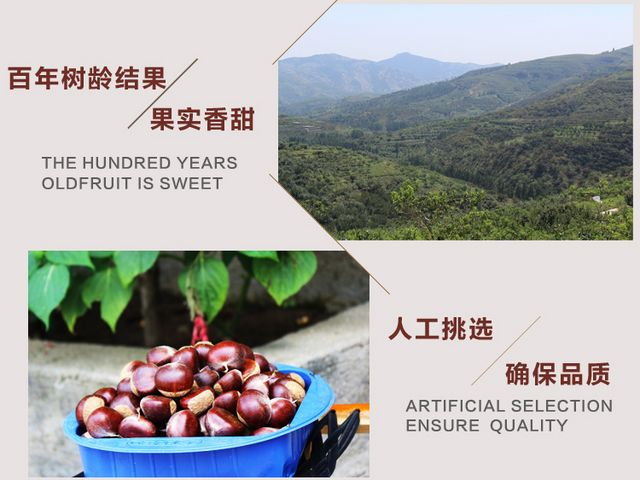 百年树龄结果
果实香甜
THE HUNDRED YEARS
OLDFRUIT IS SWEET
人工挑选
确保品质
ARTIFICIAL SELECTION
ENSURE QUALITY